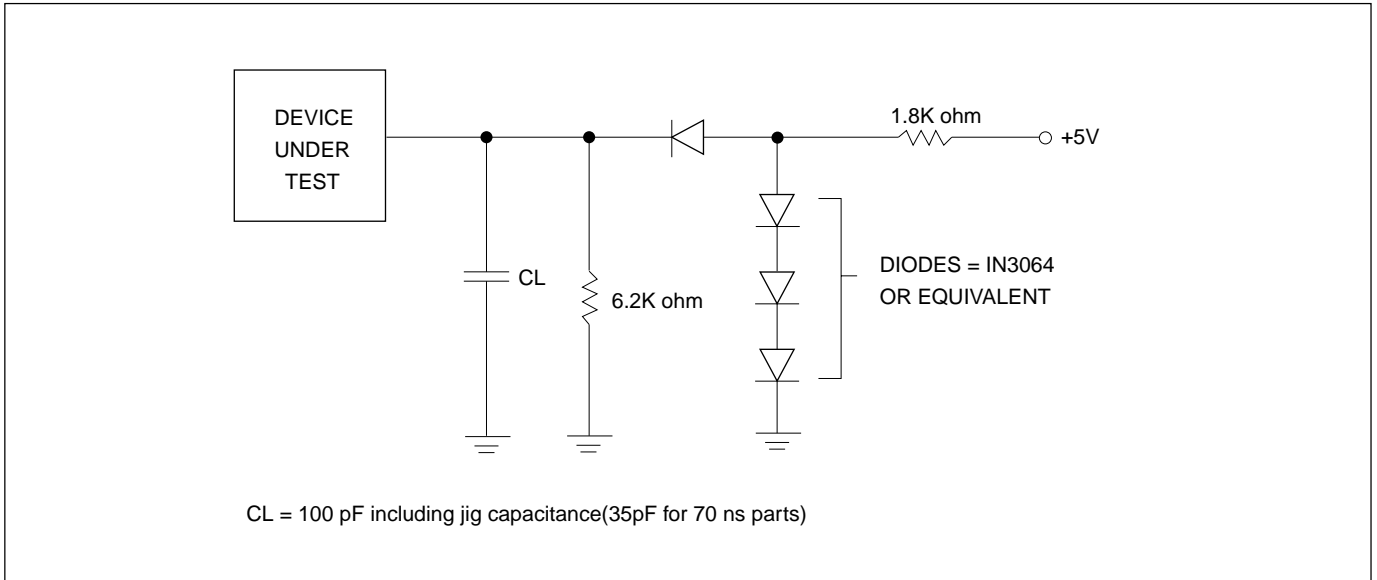 DEVICE
UNDER
TEST
1.8K ohm
+5V
CL
6.2K ohm
DIODES = IN3064
OR EQUIVALENT
CL = 100 pF including jig capacitance(35pF for 70 ns parts)